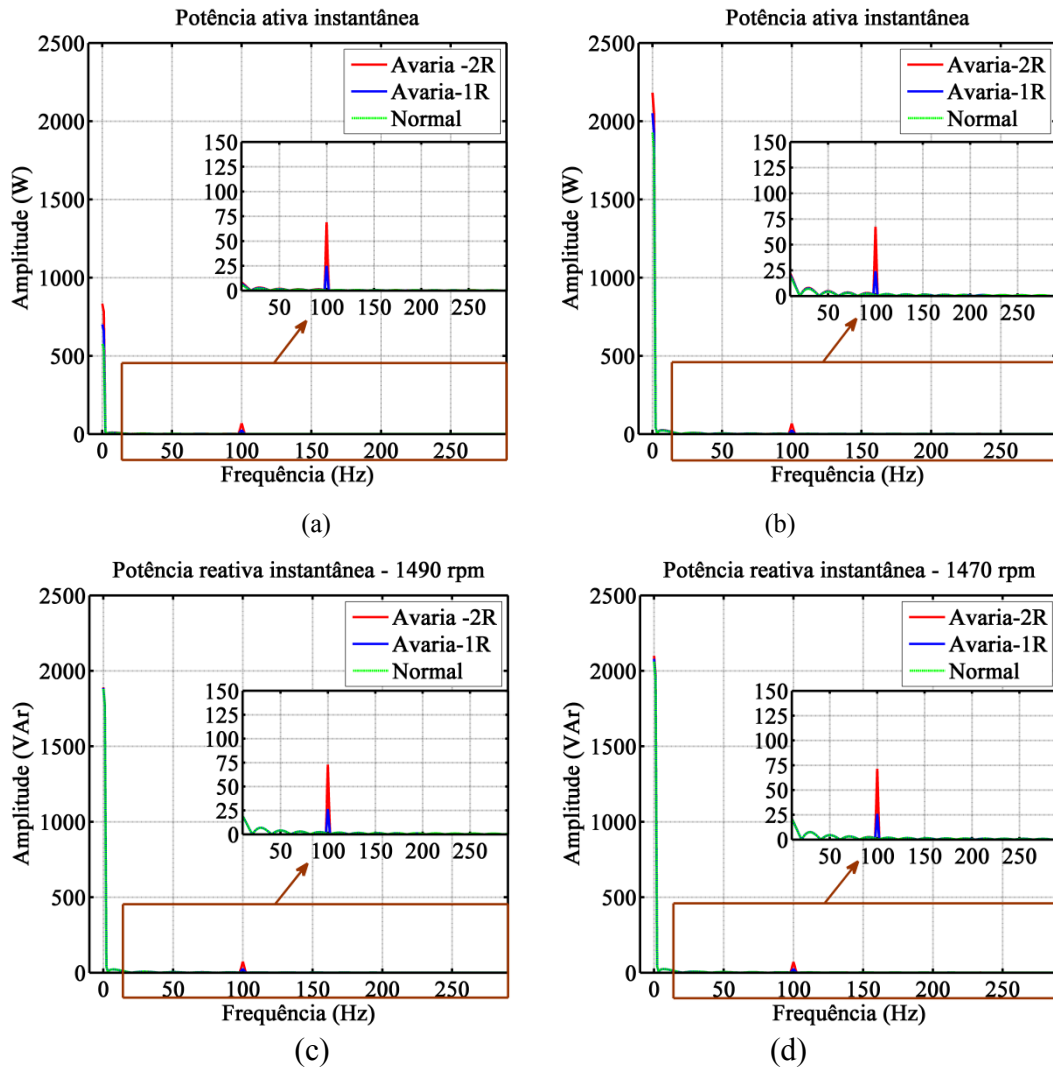 Potência ativa instantânea
Amplitude (W)
2500
2000
1500
1000
500
0
Avaria -2R
Avaria-1R
Normal
150
125
100
75
50
25
0
50 100 150 200 250
0 50 100 150 200 250
Frequência (Hz)
(a)
Potência ativa instantânea
Amplitude (W)
2500
2000
1500
1000
500
0
Avaria-2R
Avaria-1R
Normal
150
125
100
75
50
25
0
50 100 150 200 250
0 50 100 150 200 250
Frequência (Hz)
(b)
Potência reativa instantânea - 1490 rpm
Amplitude (VAr)
2500
2000
1500
1000
500
0
Avaria -2R
Avaria-1R
Normal
150
125
100
75
50
25
0
50 100 150 200 250
0 50 100 150 200 250
Frequência (Hz)
(c)
Potência reativa instantânea - 1470 rpm
Amplitude (VAr)
2500
2000
1500
1000
500
0
Avaria-2R
Avaria-1R
Normal
150
125
100
75
50
25
0
50 100 150 200 250
0 50 100 150 200 250
Frequência (Hz)
(d)